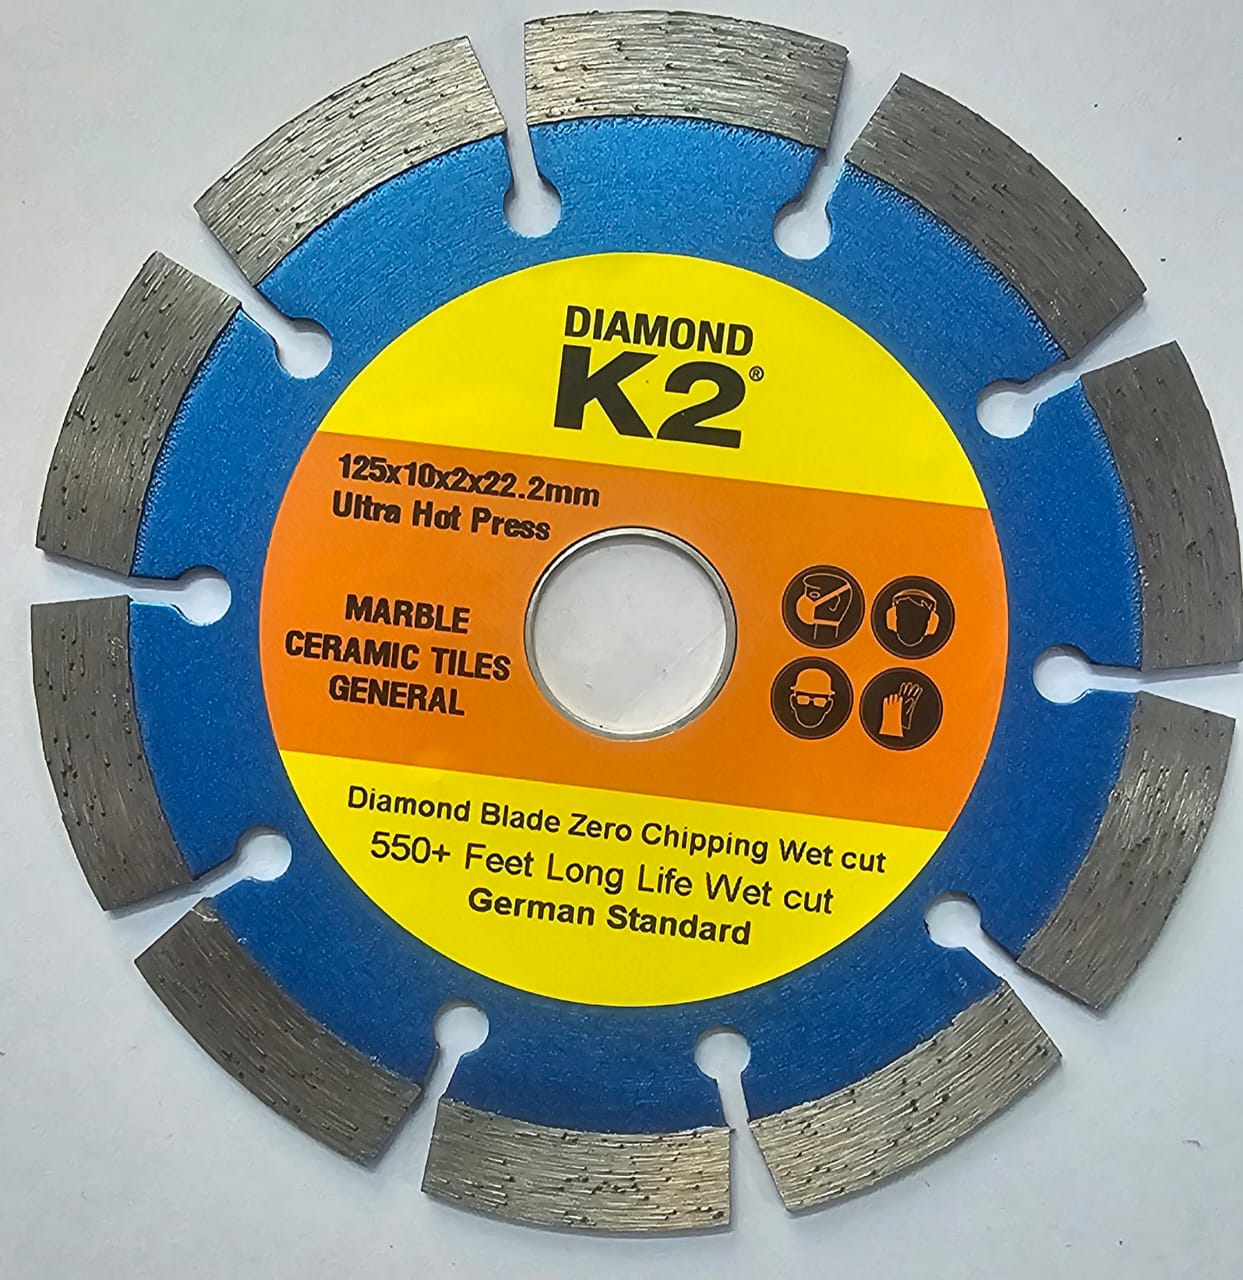 DIAMOND
K2®
125x10x2x22.2mm
Ultra Hot Press
MARBLE
CERAMIC TILES
GENERAL
Diamond Blade Zero Chipping Wet cut
550+ Feet Long Life Wet cut
German Standard